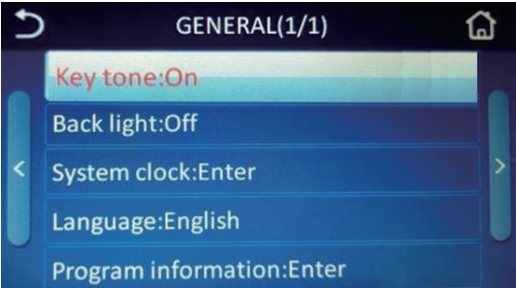 GENERAL(1/1)
Key tone:On
Back light:Off
System clock:Enter
Language:English
Program information:Enter